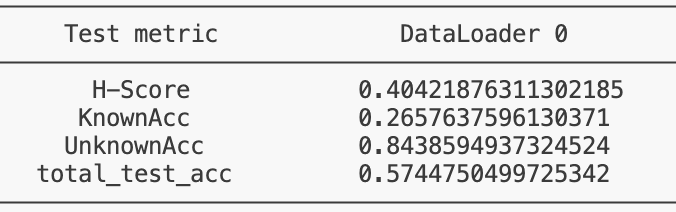 Test metric DataLoader 0
H-Score 0.40421876311302185
KnownAcc 0.2657637596130371
UnknownAcc 0.8438594937324524
total_test_acc 0.5744750499725342